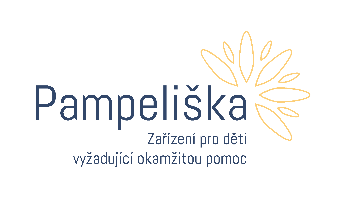 Pampeliška
Zařízení pro děti
vyžadující okamžitou pomoc